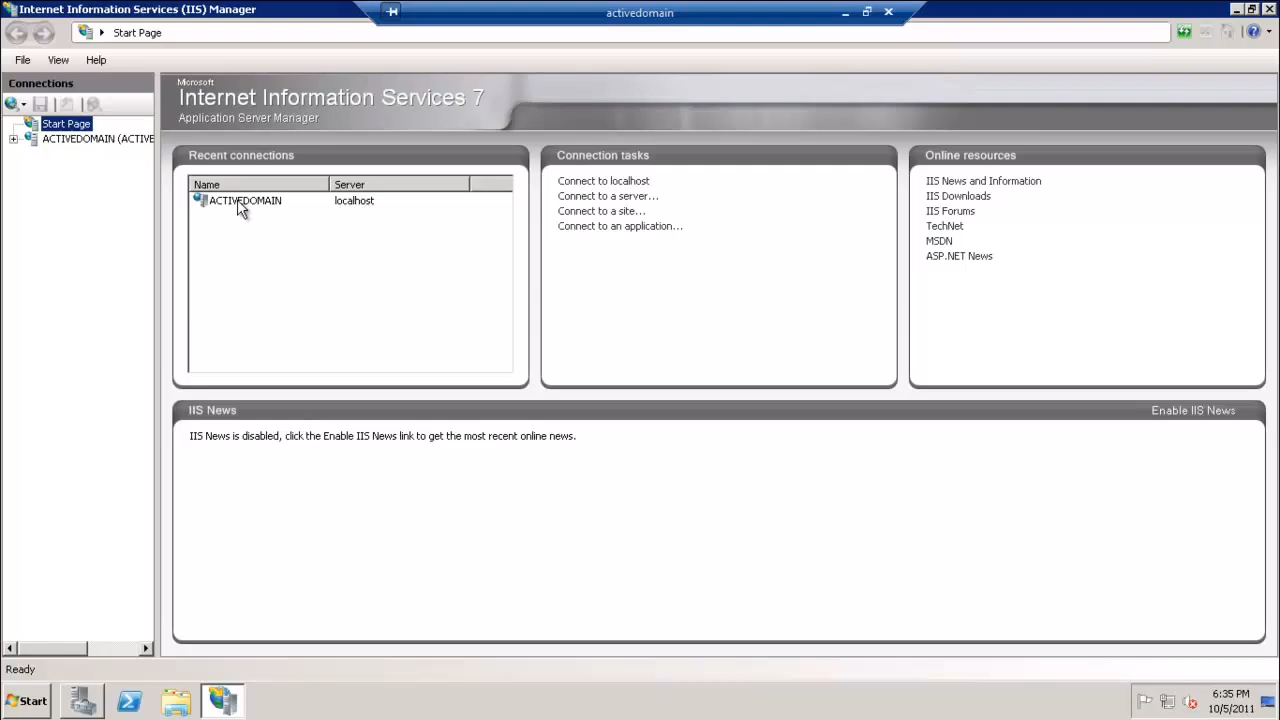 Internet Information Services (IIS) Manager
activedomain
Start Page
File View Help
Connections
Start Page
ACTIVEDOMAIN (ACTIVE
Microsoft
Internet Information Services 7
Application Server Manager
Recent connections
Name Server
ACTIVEDOMAIN localhost
Connection tasks
Connect to localhost
Connect to a server...
Connect to a site...
Connect to an application...
Online resources
IIS News and Information
IIS Downloads
IIS Forums
TechNet
MSDN
ASP.NET News
IIS News
Enable IIS News
IIS News is disabled, click the Enable IIS News link to get the most recent online news.
Ready
Start
6:35 PM
10/5/2011